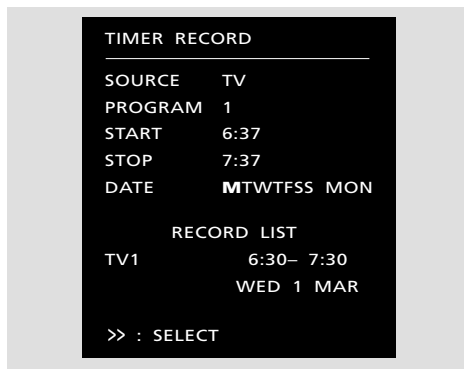 TIMER RECORD
SOURCE TV
PROGRAM 1
START 6:37
STOP 7:37
DATE MTWTFSS MON
RECORD LIST
TV1 6:30– 7:30
WED 1 MAR
>> : SELECT